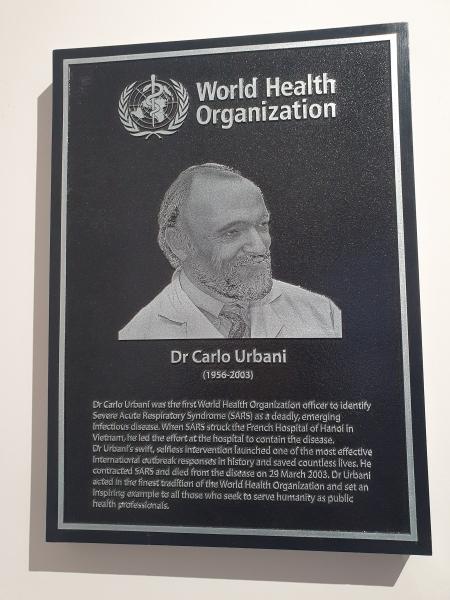 World Health
Organization
Dr Carlo Urbani
(1956-2003)
Dr Carlo Urbani was the first World Health Organization officer to identify
Severe Acute Respiratory Syndrome (SARS) as a deadly, emerging
infectious disease. When SARS struck the French Hospital of Hanoi in
Vietnam, he led the effort at the hospital to contain the disease.
Dr Urbani's swift, selfless intervention launched one of the most effective
international outbreak responses in history and saved countless lives. He
contracted SARS and died from the disease on 29 March 2003. Dr Urbani
acted in the finest tradition of the World Health Organization and set an
inspiring example to all those who seek to serve humanity as public
health professionals.